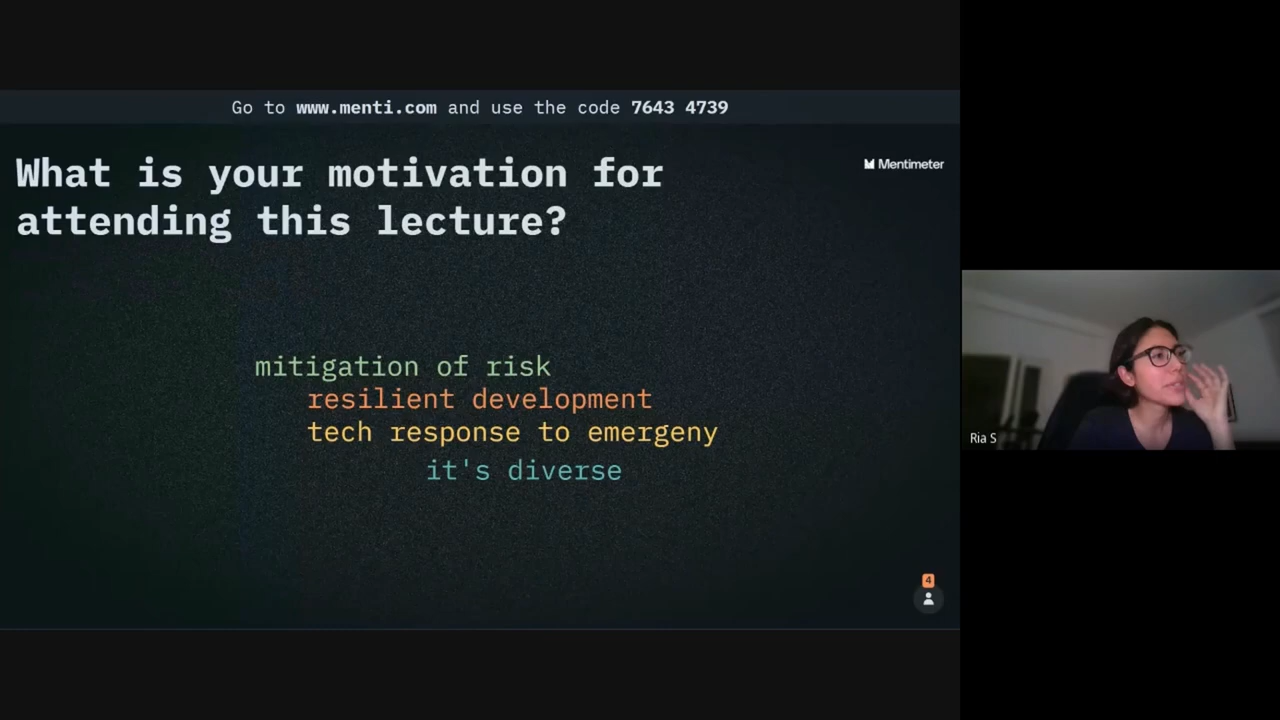 Go to www.menti.com and use the code 7643 4739
What is your motivation for
attending this lecture?
Mentimeter
mitigation of risk
resilient development
tech response to emergeny
it's diverse
Ria S
4